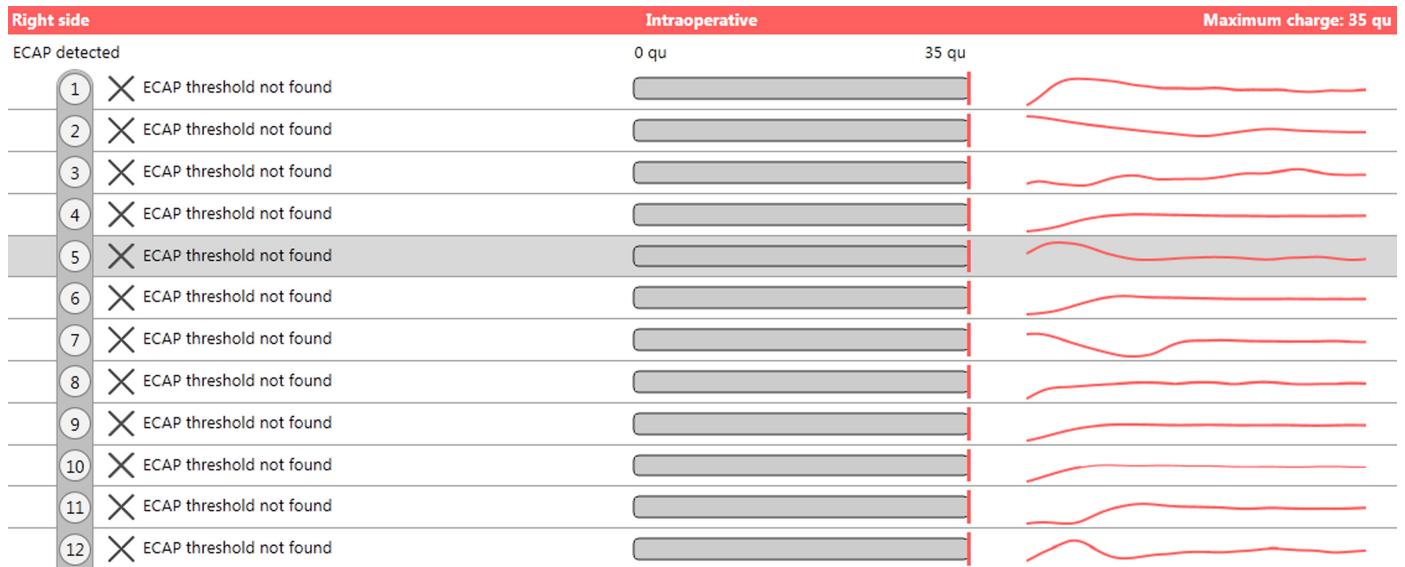 Right side Intraoperative Maximum charge: 35 qu
ECAP detected 0 qu 35 qu
1 ECAP threshold not found
2 ECAP threshold not found
3 ECAP threshold not found
4 ECAP threshold not found
5 ECAP threshold not found
6 ECAP threshold not found
7 ECAP threshold not found
8 ECAP threshold not found
9 ECAP threshold not found
10 ECAP threshold not found
11 ECAP threshold not found
12 ECAP threshold not found